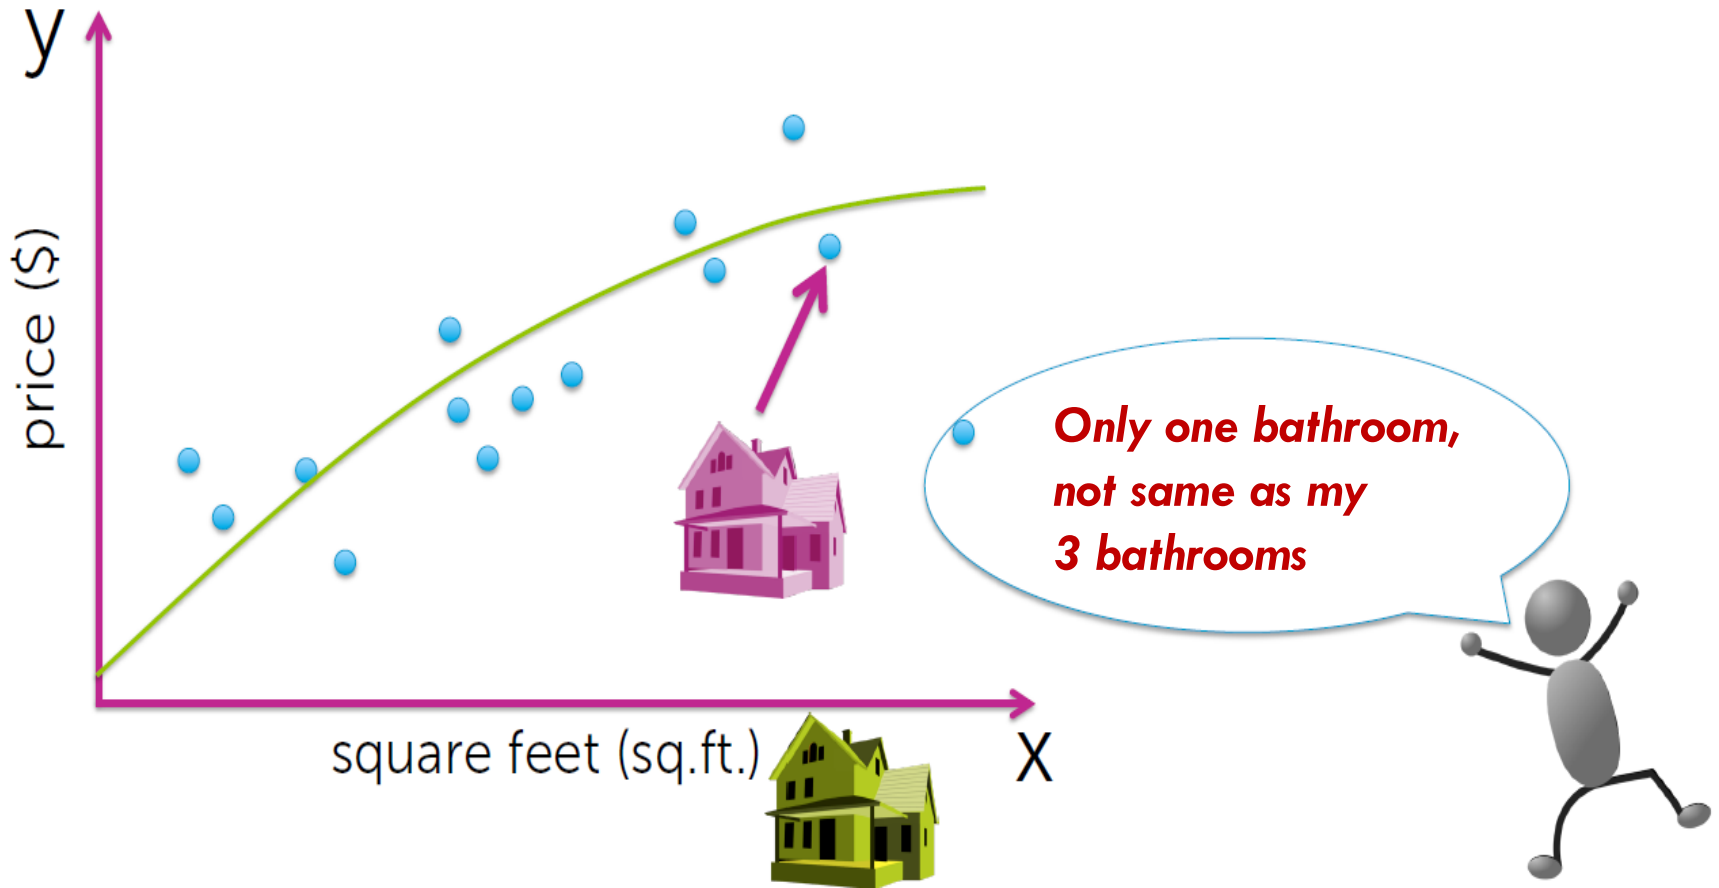 y
price ($)
Only one bathroom,
not same as my
3 bathrooms
square feet (sq.ft.)
x